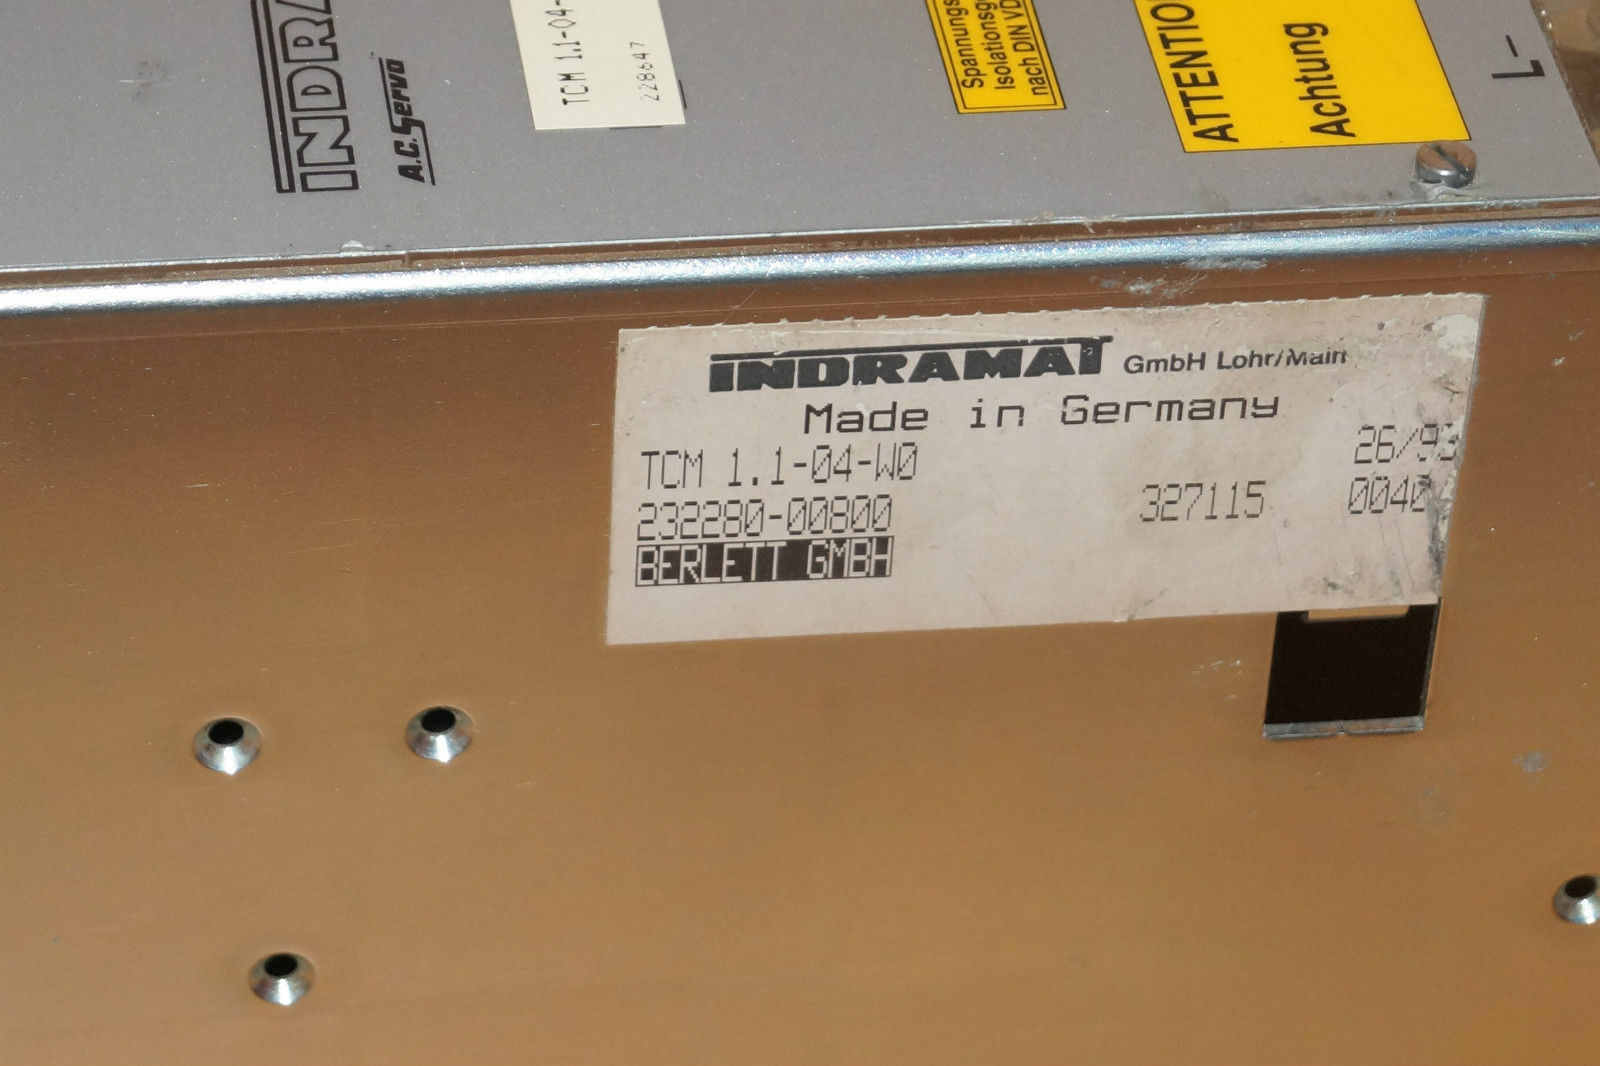 INDRA
A.C. Servo
TCM 1.1-04-
228647
Spannungs
Isolationsg
nach DIN VD
ATTENTIO
Achtung
L-
INDRAMAT GmbH Lohr/Main
Made in Germany
TCM 1.1-04-W0 26/93
232280-00800 327115 0040
BERLETT GMBH